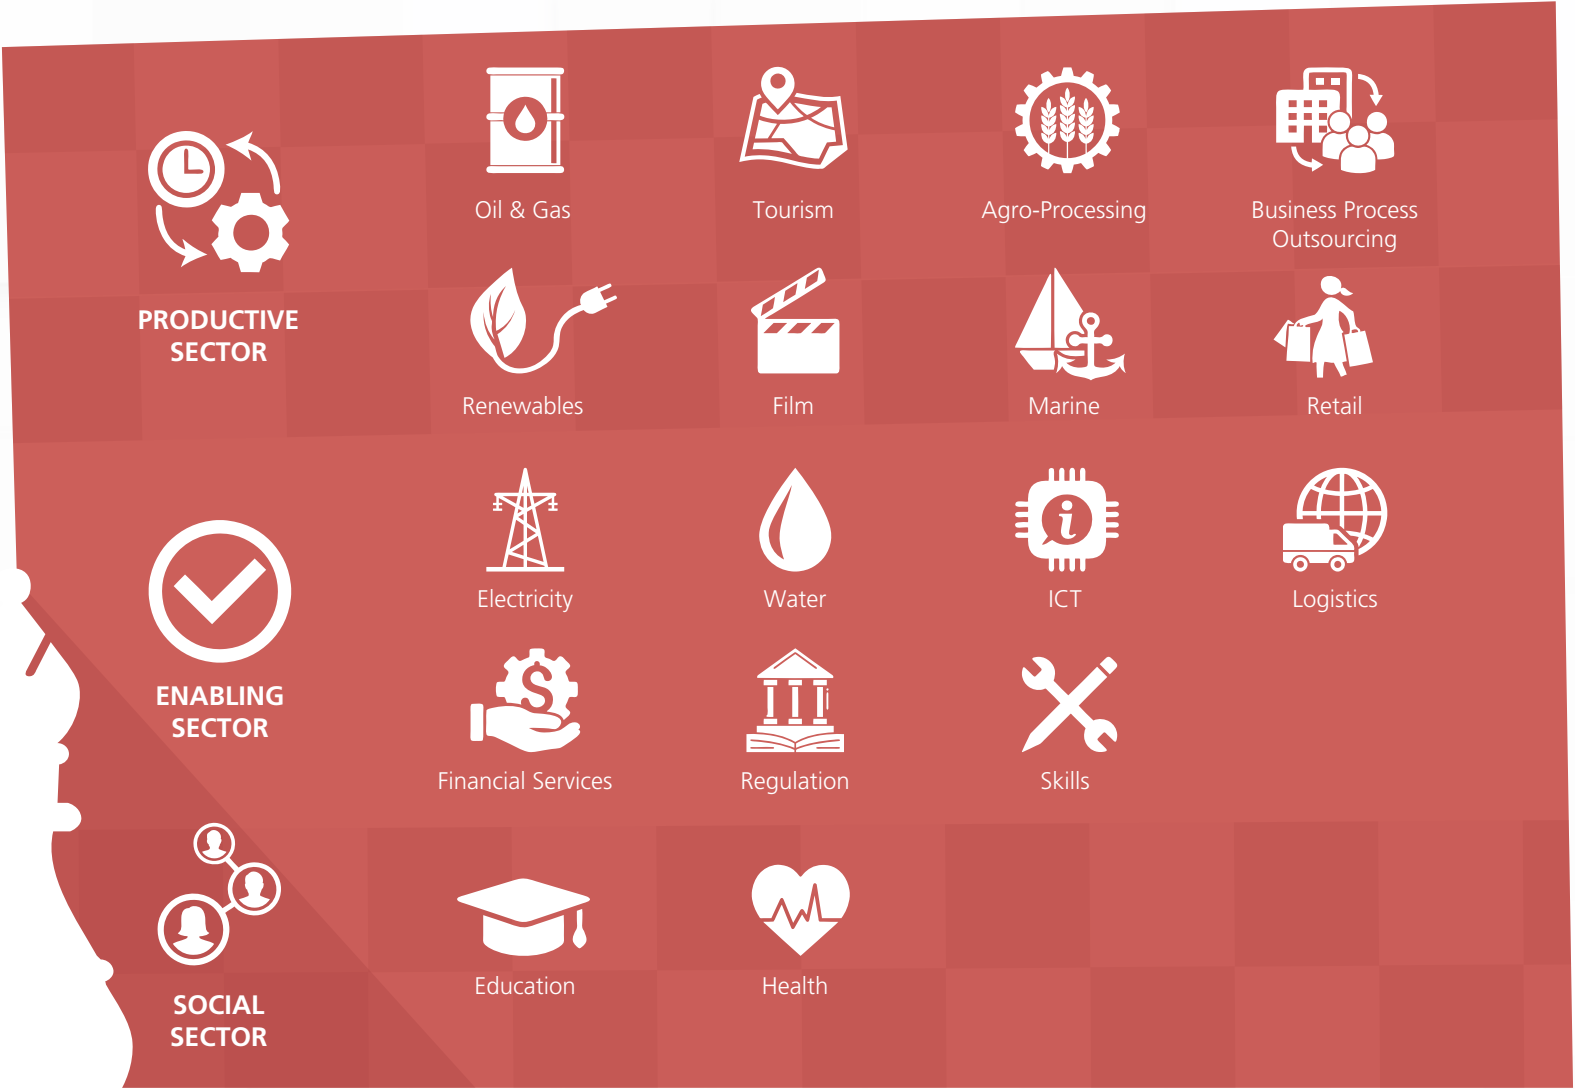 PRODUCTIVE
SECTOR
Oil & Gas
Tourism
Agro-Processing
Business Process
Outsourcing
Renewables
Film
Marine
Retail
ENABLING
SECTOR
Electricity
Water
ICT
Logistics
Financial Services
Regulation
Skills
SOCIAL
SECTOR
Education
Health